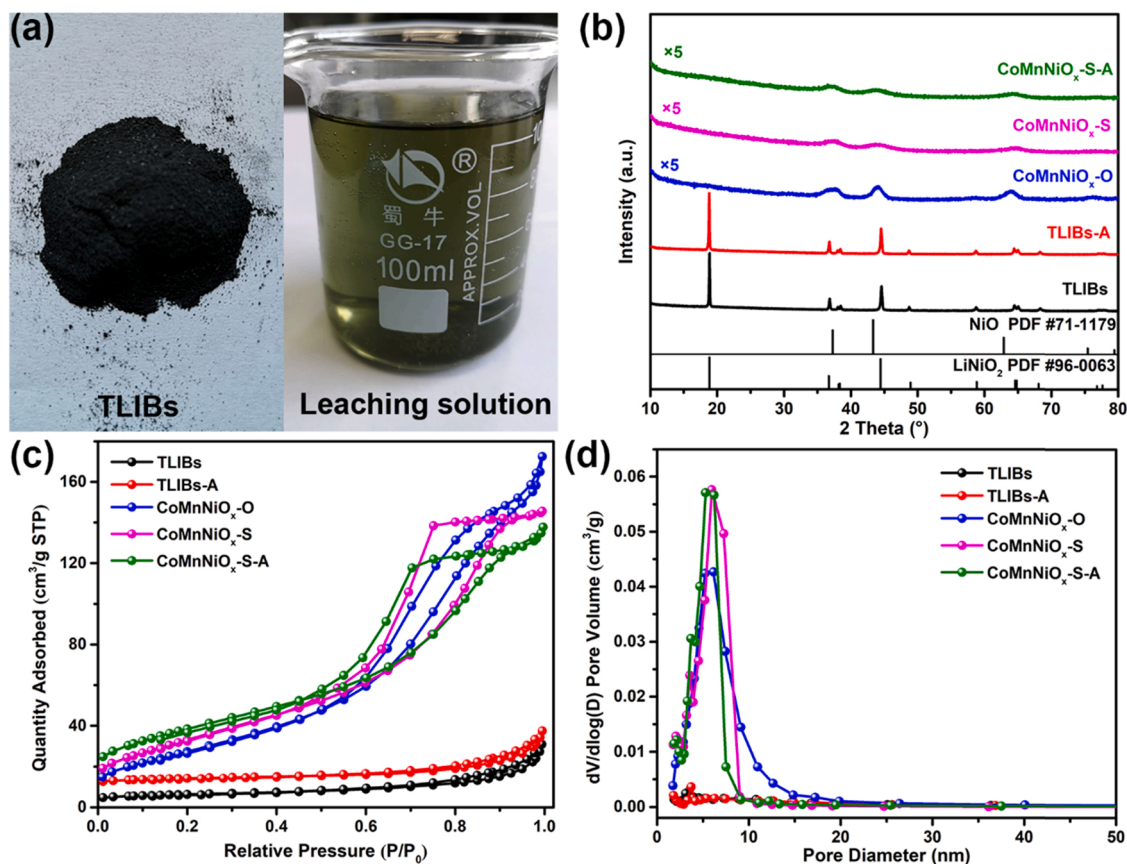 (a)
®
蜀 牛
GG-17
100ml
APPROX.VOL
TLIBs
Leaching solution
(b)
×5
CoMnNiOₓ-S-A
×5
CoMnNiOₓ-S
×5
CoMnNiOₓ-O
TLIBs-A
TLIBs
NiO PDF #71-1179
LiNiO₂ PDF #96-0063
Intensity (a.u.)
10 20 30 40 50 60 70 80
2 Theta (°)
(c)
TLIBs
TLIBs-A
CoMnNiOₓ-O
CoMnNiOₓ-S
CoMnNiOₓ-S-A
160
120
80
40
0
Quantity Adsorbed (cm³/g STP)
0.0 0.2 0.4 0.6 0.8 1.0
Relative Pressure (P/P₀)
(d)
TLIBs
TLIBs-A
CoMnNiOₓ-O
CoMnNiOₓ-S
CoMnNiOₓ-S-A
0.06
0.05
0.04
0.03
0.02
0.01
0.00
dV/dlog(D) Pore Volume (cm³/g)
0 10 20 30 40 50
Pore Diameter (nm)